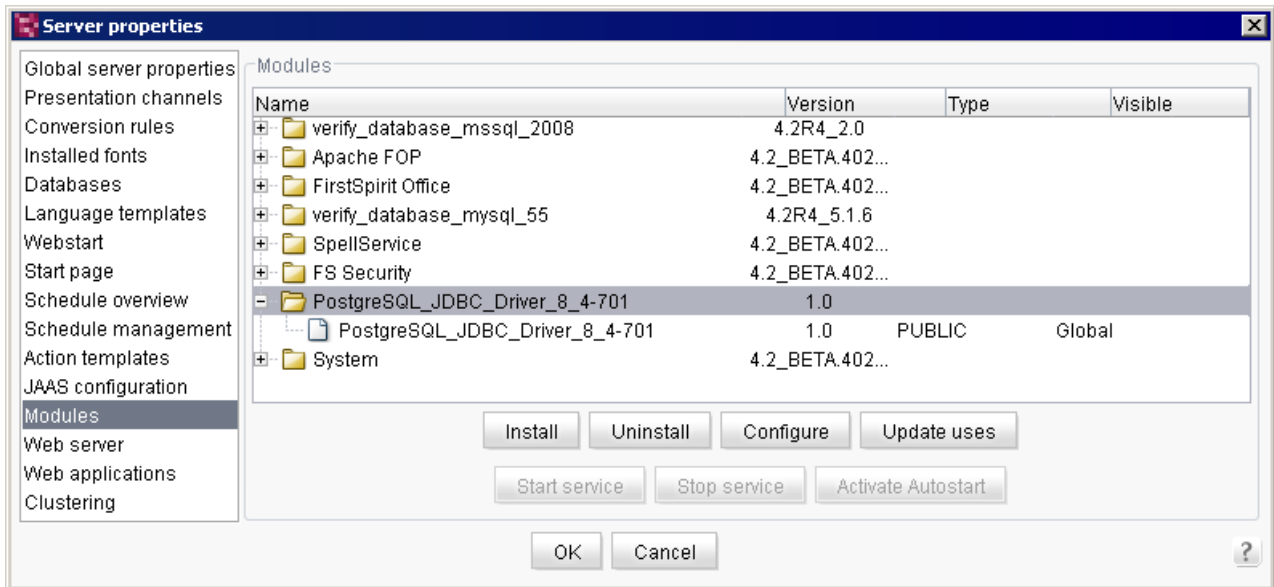 Server properties
Global server properties
Presentation channels
Conversion rules
Installed fonts
Databases
Language templates
Webstart
Start page
Schedule overview
Schedule management
Action templates
JAAS configuration
Modules
Web server
Web applications
Clustering
Modules
Name Version Type Visible
verify_database_mssql_2008 4.2R4_2.0
Apache FOP 4.2_BETA.402...
FirstSpirit Office 4.2_BETA.402...
verify_database_mysql_55 4.2R4_5.1.6
SpellService 4.2_BETA.402...
FS Security 4.2_BETA.402...
PostgreSQL_JDBC_Driver_8_4-701 1.0
PostgreSQL_JDBC_Driver_8_4-701 1.0 PUBLIC Global
System 4.2_BETA.402...
Install Uninstall Configure Update uses
Start service Stop service Activate Autostart
OK Cancel ?